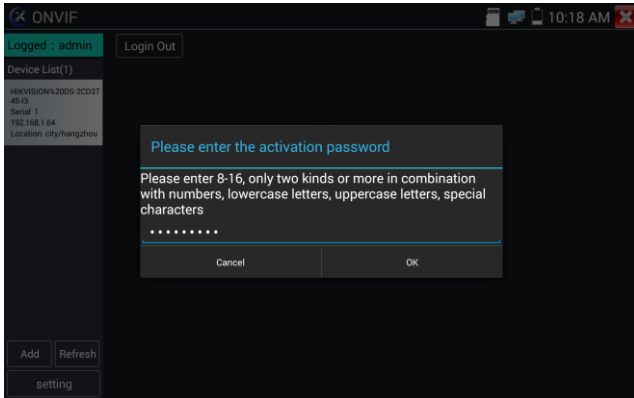 ONVIF
10:18 AM
Logged : admin
Login Out
Device List(1)
HIKVISION%20DS-2CD3T
45-I3
Serial 1
192.168.1.64
Location city/hangzhou
Please enter the activation password
Please enter 8-16, only two kinds or more in combination
with numbers, lowercase letters, uppercase letters, special
characters
•••••••••
Cancel
OK
Add
Refresh
setting